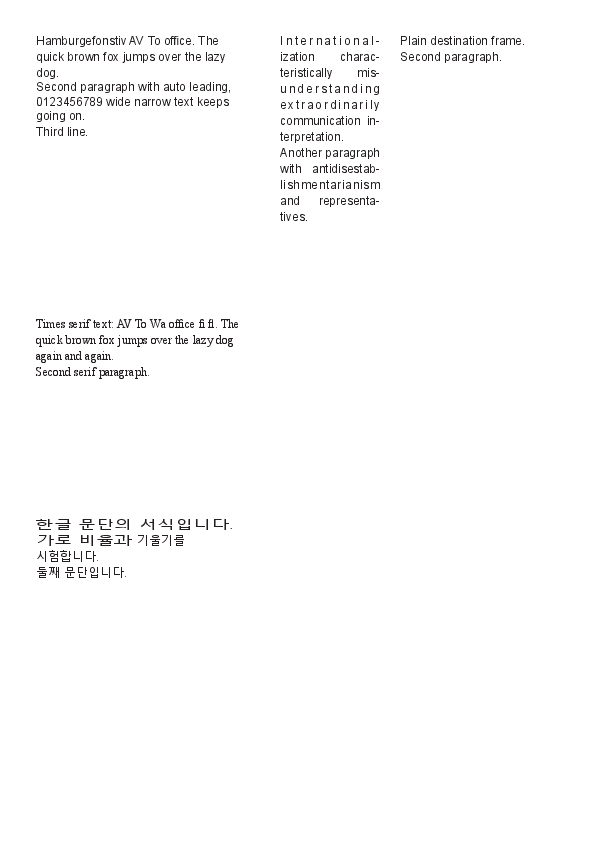 Hamburgefonstiv AV To office. The
quick brown fox jumps over the lazy
dog.
Second paragraph with auto leading,
0123456789 wide narrow text keeps
going on.
Third line.
International-
ization charac-
teristically mis-
understanding
extraordinarily
communication in-
terpretation.
Another paragraph
with antidisestab-
lishmentarianism
and representa-
tives.
Plain destination frame.
Second paragraph.
Times serif text: AV To Wa office fi fl. The
quick brown fox jumps over the lazy dog
again and again.
Second serif paragraph.
한글 문단의 서식입니다.
가로 비율과 기울기를
시험합니다.
둘째 문단입니다.